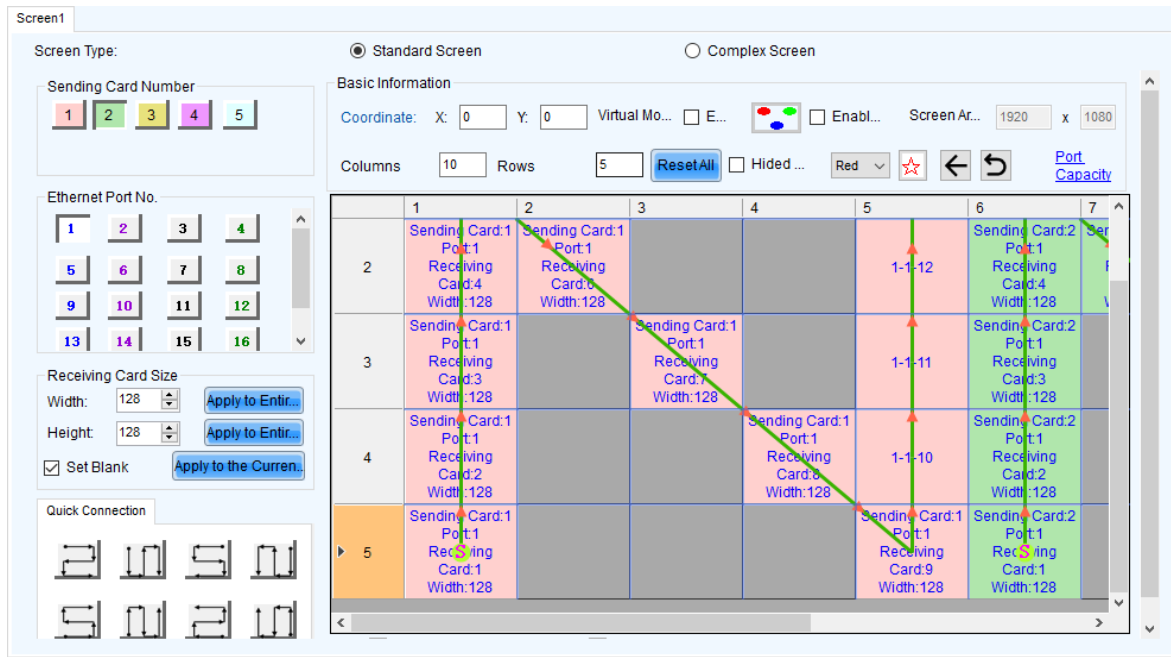 Screen1
Screen Type:
Standard Screen
Complex Screen
Sending Card Number
1 2 3 4 5
Basic Information
Coordinate: X: 0 Y: 0 Virtual Mo... E... Enabl... Screen Ar... 1920 x 1080
Columns 10 Rows 5 Reset All Hided ... Red Port
Capacity
Ethernet Port No.
1 2 3 4
5 6 7 8
9 10 11 12
13 14 15 16
Receiving Card Size
Width: 128 Apply to Entir...
Height: 128 Apply to Entir...
Set Blank Apply to the Curren..
Quick Connection
1 2 3 4 5 6 7
2
Sending Card:1
Port:1
Receiving
Card:4
Width:128
Sending Card:1
Port:1
Receiving
Card:6
Width:128
1-1-12
Sending Card:2
Port:1
Receiving
Card:4
Width:128
3
Sending Card:1
Port:1
Receiving
Card:3
Width:128
Sending Card:1
Port:1
Receiving
Card:7
Width:128
1-1-11
Sending Card:2
Port:1
Receiving
Card:3
Width:128
4
Sending Card:1
Port:1
Receiving
Card:2
Width:128
Sending Card:1
Port:1
Receiving
Card:8
Width:128
1-1-10
Sending Card:2
Port:1
Receiving
Card:2
Width:128
5
Sending Card:1
Port:1
Receiving
Card:1
Width:128
Sending Card:1
Port:1
Receiving
Card:9
Width:128
Sending Card:2
Port:1
Receiving
Card:1
Width:128
S
S